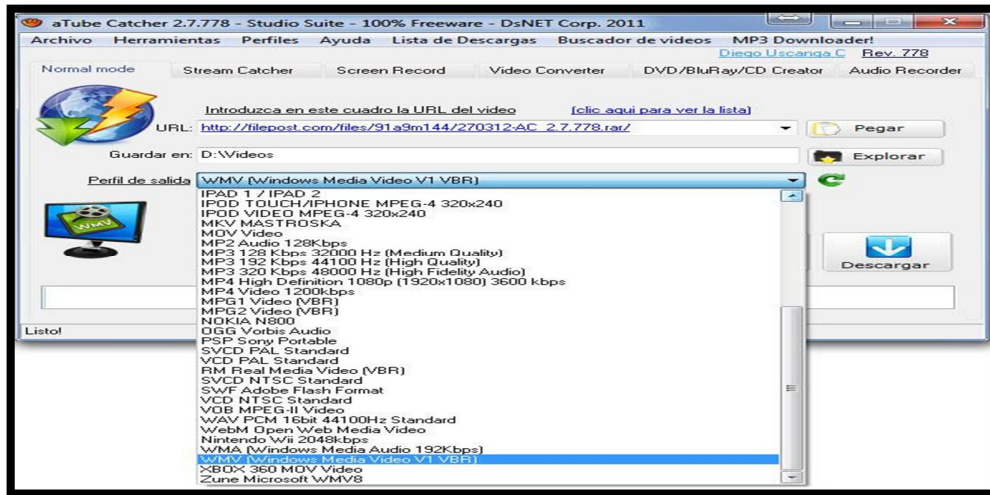 aTube Catcher 2.7.778 - Studio Suite - 100% Freeware - DsNET Corp. 2011
Archivo Herramientas Perfiles Ayuda Lista de Descargas Buscador de videos MP3 Downloader!
Diego Uscanga C Rev. 778
Normal mode Stream Catcher Screen Record Video Converter DVD/BluRay/CD Creator Audio Recorder
Introduzca en este cuadro la URL del video (clic aqui para ver la lista)
URL: http://filepost.com/files/91a9m144/270312-AC_2.7.778.rar/ Pegar
Guardar en: D:\Videos Explorar
Perfil de salida WMV (Windows Media Video V1 VBR)
IPAD 1 / IPAD 2
IPOD TOUCH/IPHONE MPEG-4 320x240
IPOD VIDEO MPEG-4 320x240
MKV MASTROSKA
MOV Video
MP2 Audio 128Kbps
MP3 128 Kbps 32000 Hz (Medium Quality)
MP3 192 Kbps 44100 Hz (High Quality)
MP3 320 Kbps 48000 Hz (High Fidelity Audio)
MP4 High Definition 1080p (1920x1080) 3600 kbps
MP4 Video 1200kbps
MPG1 Video (VBR)
MPG2 Video (VBR)
NOKIA N800
OGG Vorbis Audio
PSP Sony Portable
SVCD PAL Standard
VCD PAL Standard
RM Real Media Video (VBR)
SVCD NTSC Standard
SWF Adobe Flash Format
VCD NTSC Standard
VOB MPEG-II Video
WAV PCM 16bit 44100Hz Standard
WebM Open Web Media Video
Nintendo Wii 2048kbps
WMA (Windows Media Audio 192Kbps)
WMV (Windows Media Video V1 VBR)
XBOX 360 MOV Video
Zune Microsoft WMV8
WMV
Descargar
Listo!